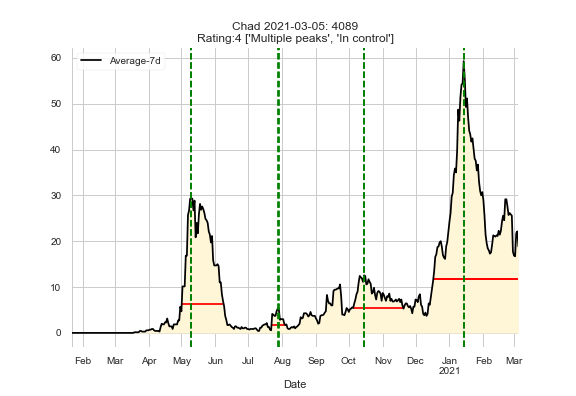 Chad 2021-03-05: 4089
Rating:4 ['Multiple peaks', 'In control']
Average-7d
60
50
40
30
20
10
0
Feb Mar Apr May Jun Jul Aug Sep Oct Nov Dec Jan Feb Mar
2021
Date